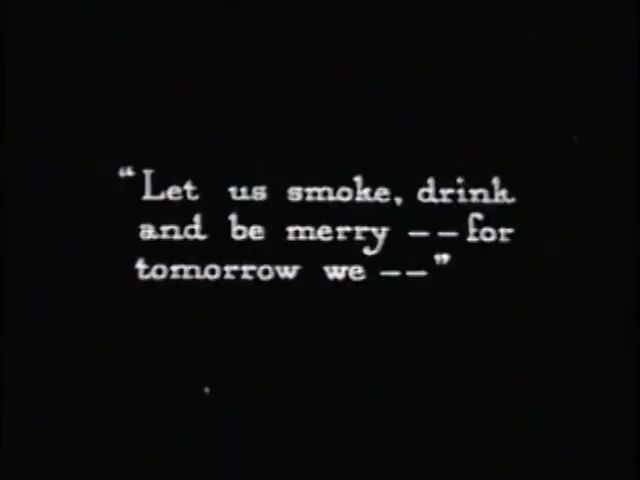 “Let us smoke, drink
and be merry -- for
tomorrow we --”